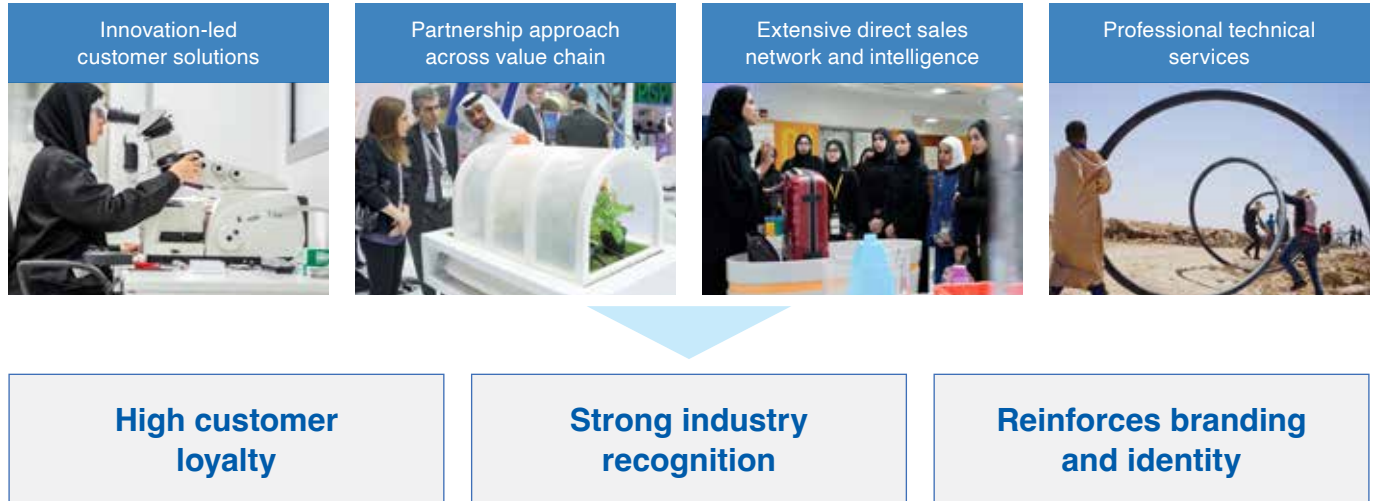 Innovation-led
customer solutions
Partnership approach
across value chain
Extensive direct sales
network and intelligence
Professional technical
services
High customer
loyalty
Strong industry
recognition
Reinforces branding
and identity